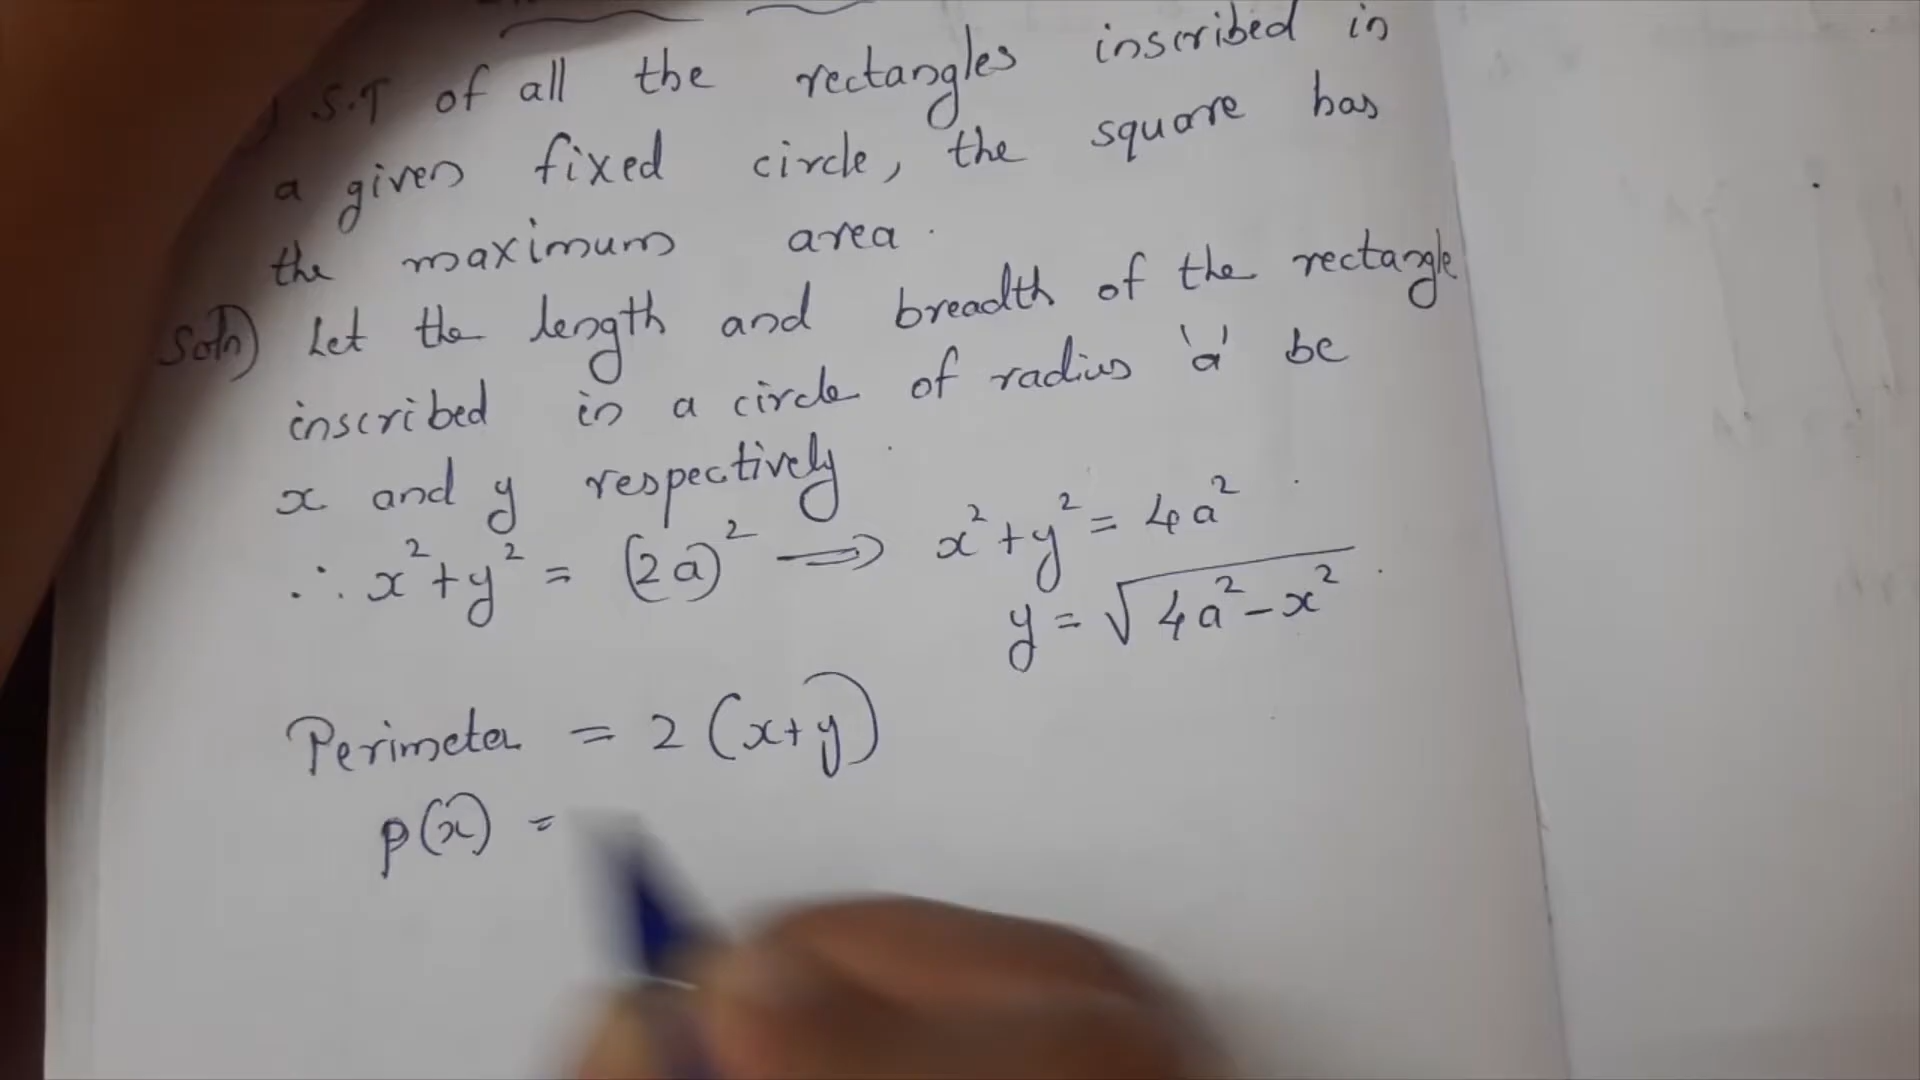 S.T of all the rectangles inscribed in
a given fixed circle, the square has
the maximum area.
Soln) Let the length and breadth of the rectangle
inscribed in a circle of radius 'a' be
x and y respectively.
∴ x² + y² = (2a)² ⟹ x² + y² = 4a².
y = √(4a² - x²).
Perimeter = 2(x+y)
p(x) =